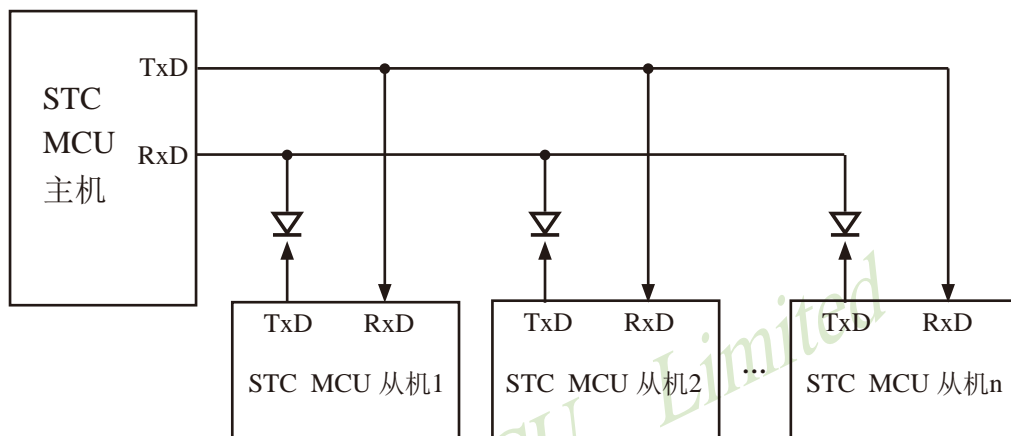 TxD
STC
MCU
主机
RxD
TxD RxD
TxD RxD
TxD RxD
STC MCU 从机1
STC MCU 从机2
...
STC MCU 从机n
MCU Limited